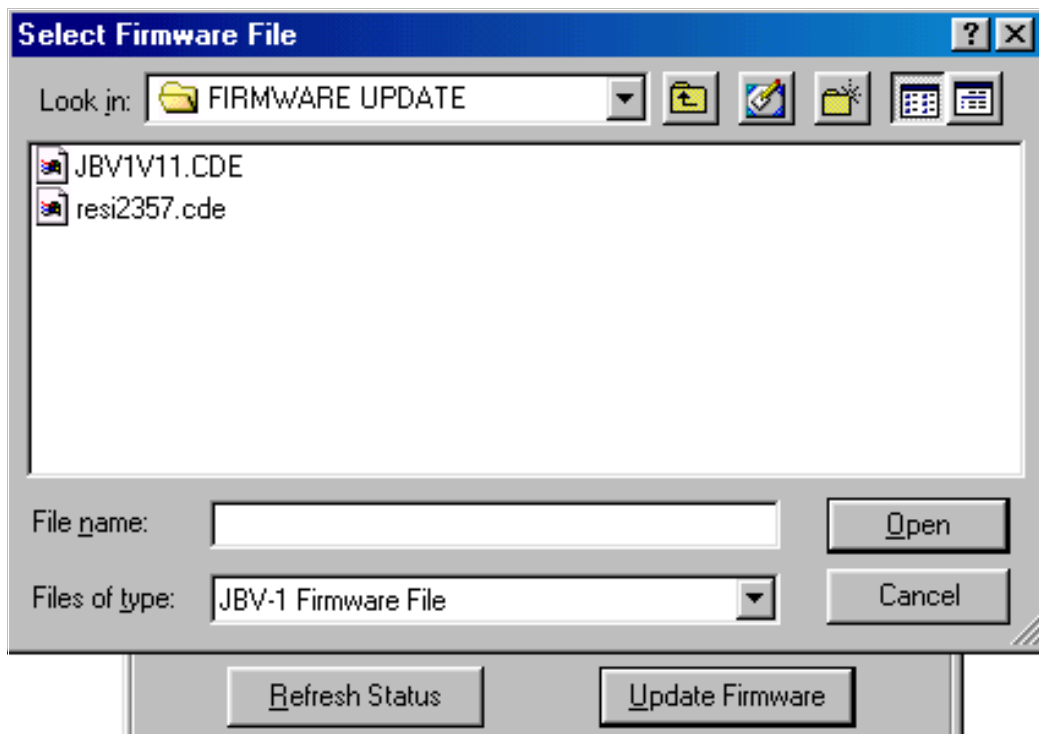 Select Firmware File
Look in: FIRMWARE UPDATE
JBV1V11.CDE
resi2357.cde
File name: Open
Files of type: JBV-1 Firmware File Cancel
Refresh Status Update Firmware